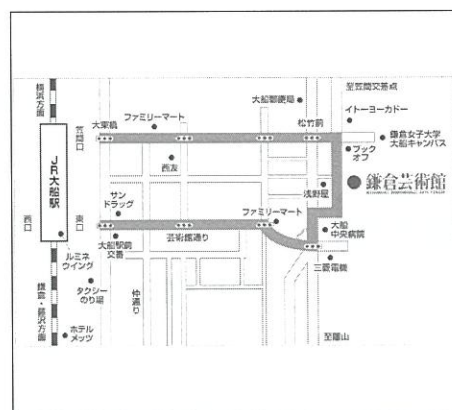 至笠間交差点
大船郵便局
イトーヨーカドー
横浜方面
笠間口
大東橋
ファミリーマート
松竹前
鎌倉女子大学
大船キャンパス
ブック
オフ
西友
JR大船駅
浅野屋
鎌倉芸術館
サン
ドラッグ
ファミリーマート
西口
東口
大船駅前
交番
芸術館通り
大船
中央病院
ルミネ
ウイング
三菱電機
タクシー
のり場
仲通り
鎌倉・藤沢方面
ホテル
メッツ